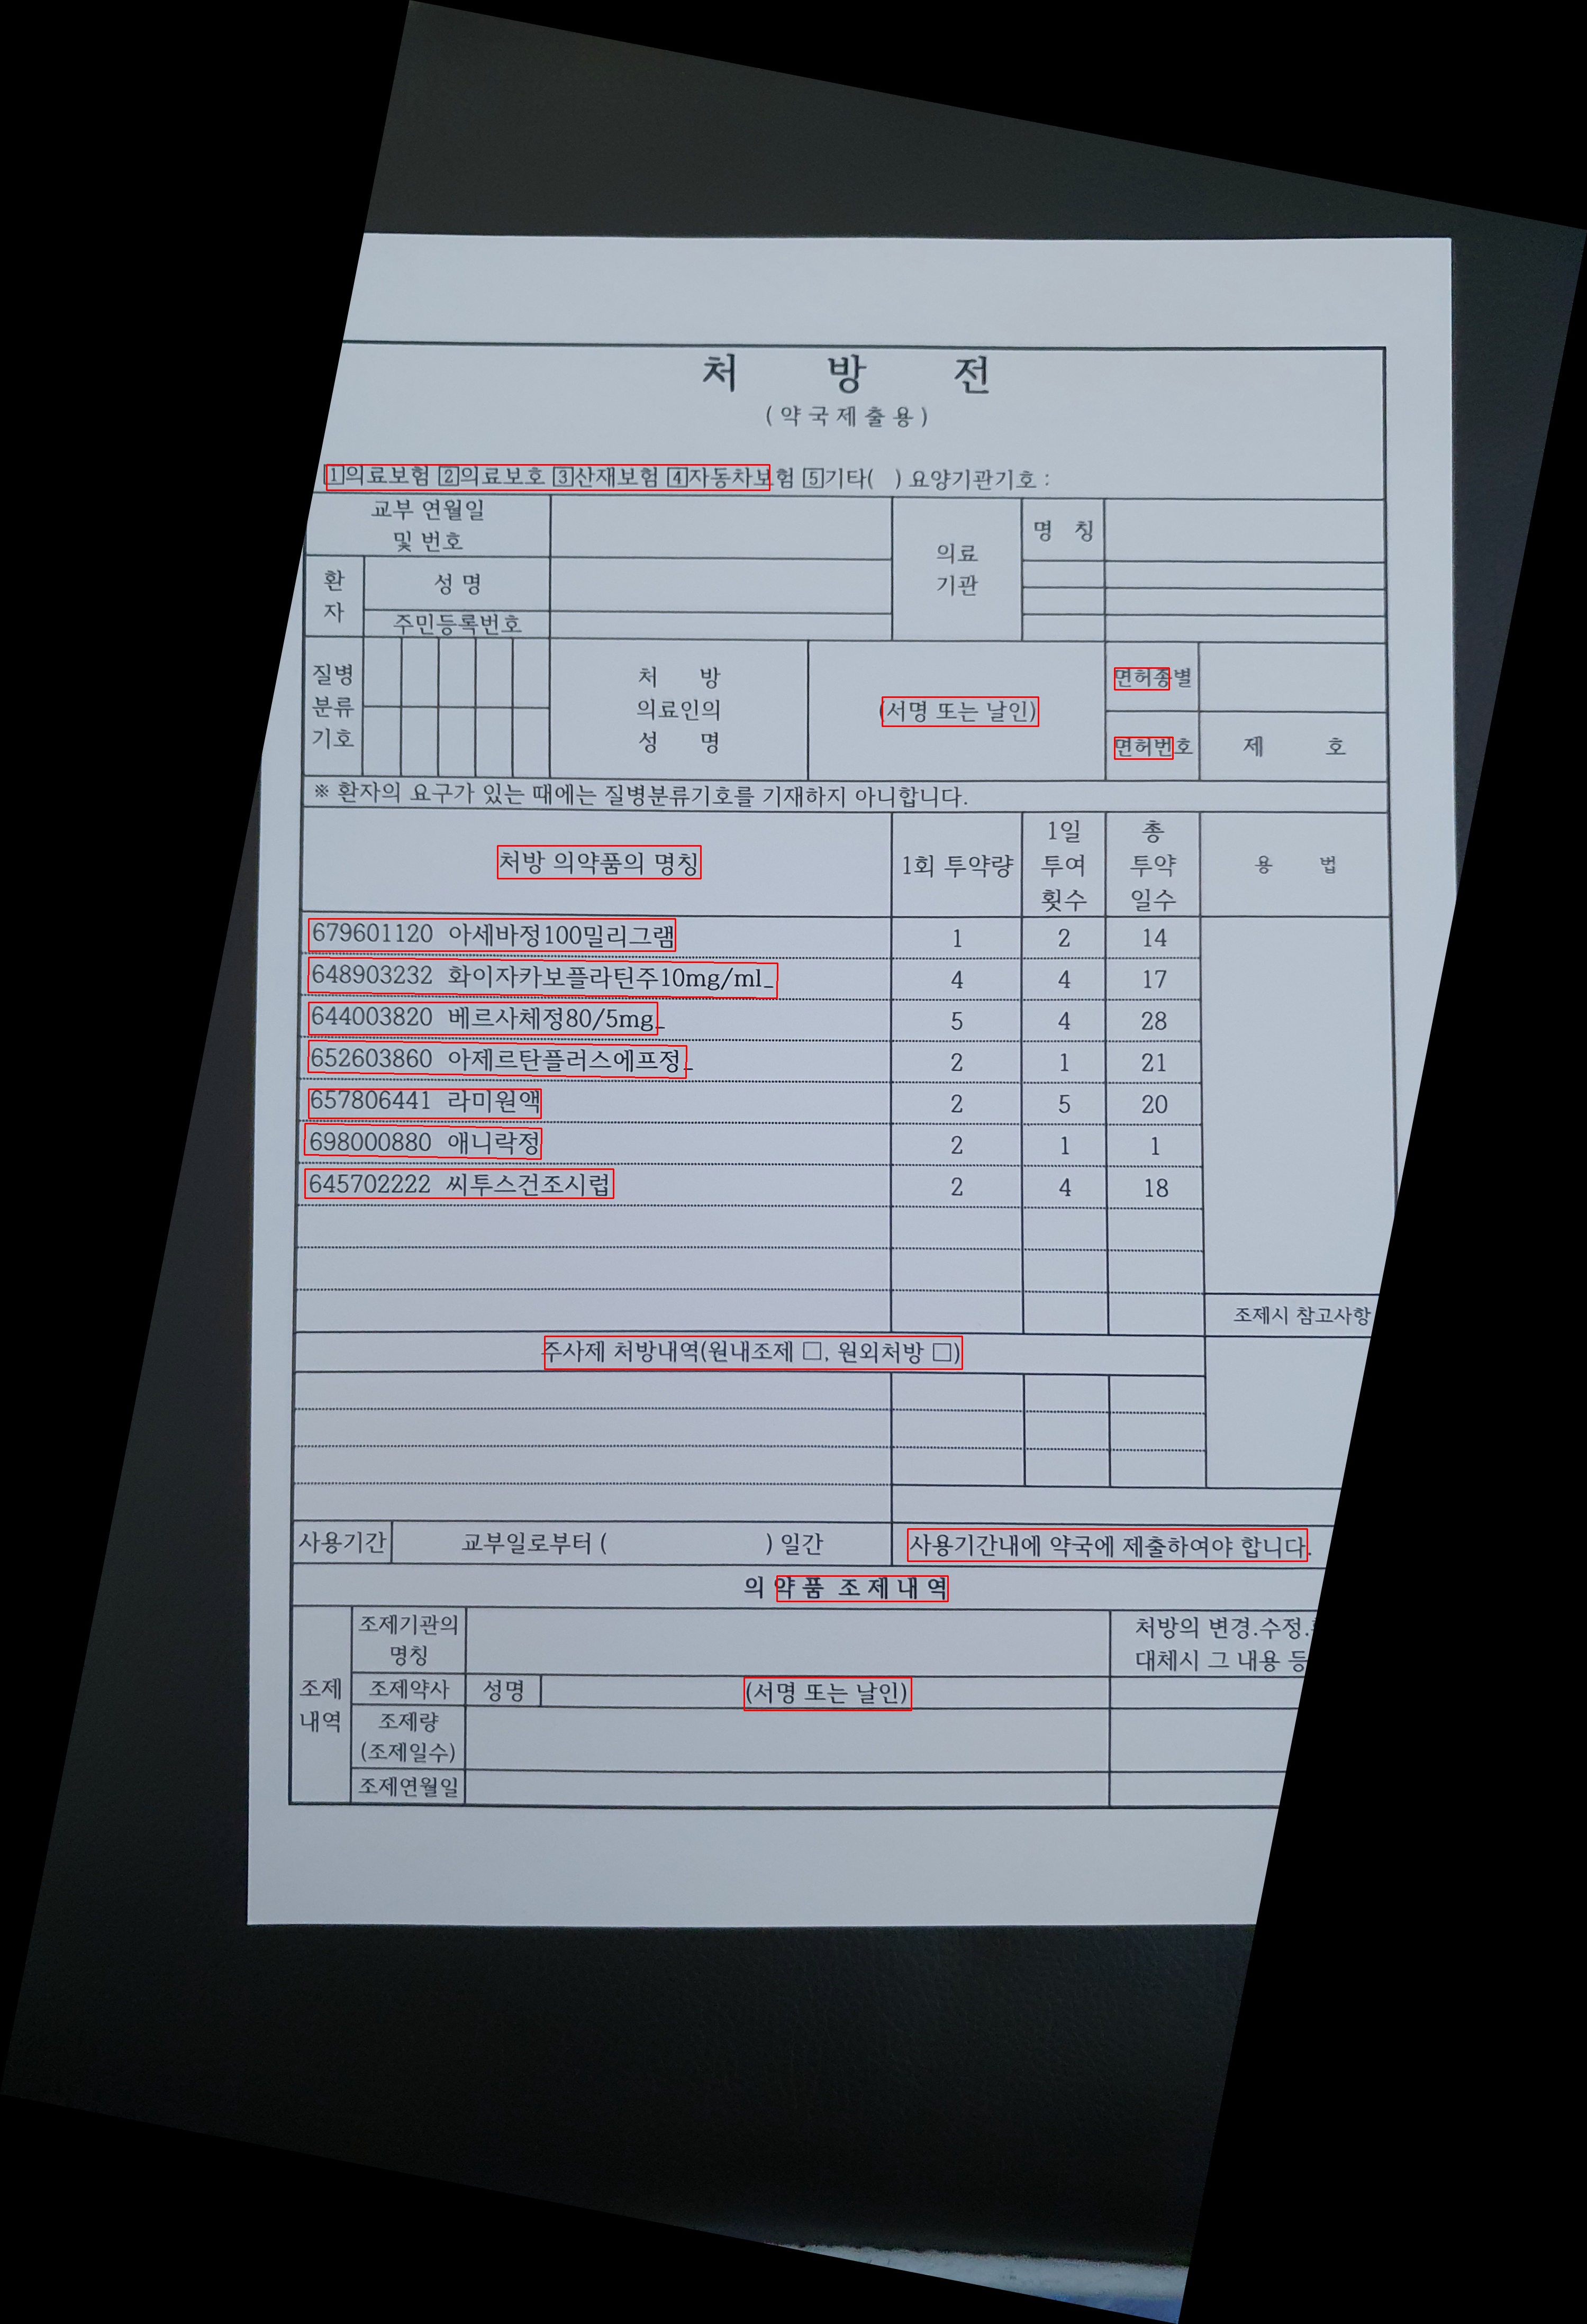 처 방 전
(약국제출용)
1의료보험 2의료보호 3산재보험 4자동차보험 5기타( ) 요양기관기호 :
교부 연월일
및 번호
의료
기관
명 칭
환
자
성 명
주민등록번호
질병
분류
기호
처 방
의료인의
성 명
(서명 또는 날인)
면허종별
면허번호
제 호
※ 환자의 요구가 있는 때에는 질병분류기호를 기재하지 아니합니다.
처방 의약품의 명칭
1회 투약량
1일
투여
횟수
총
투약
일수
용 법
679601120 아세바정100밀리그램 1 2 14
648903232 화이자카보플라틴주10mg/ml_ 4 4 17
644003820 베르사체정80/5mg_ 5 4 28
652603860 아제르탄플러스에프정_ 2 1 21
657806441 라미원액 2 5 20
698000880 애니락정 2 1 1
645702222 씨투스건조시럽 2 4 18
조제시 참고사항
주사제 처방내역(원내조제 □, 원외처방 □)
사용기간
교부일로부터 ( ) 일간
사용기간내에 약국에 제출하여야 합니다.
의 약 품 조 제 내 역
조제
내역
조제기관의
명칭
처방의 변경.수정.
대체시 그 내용 등
조제약사
성명
(서명 또는 날인)
조제량
(조제일수)
조제연월일